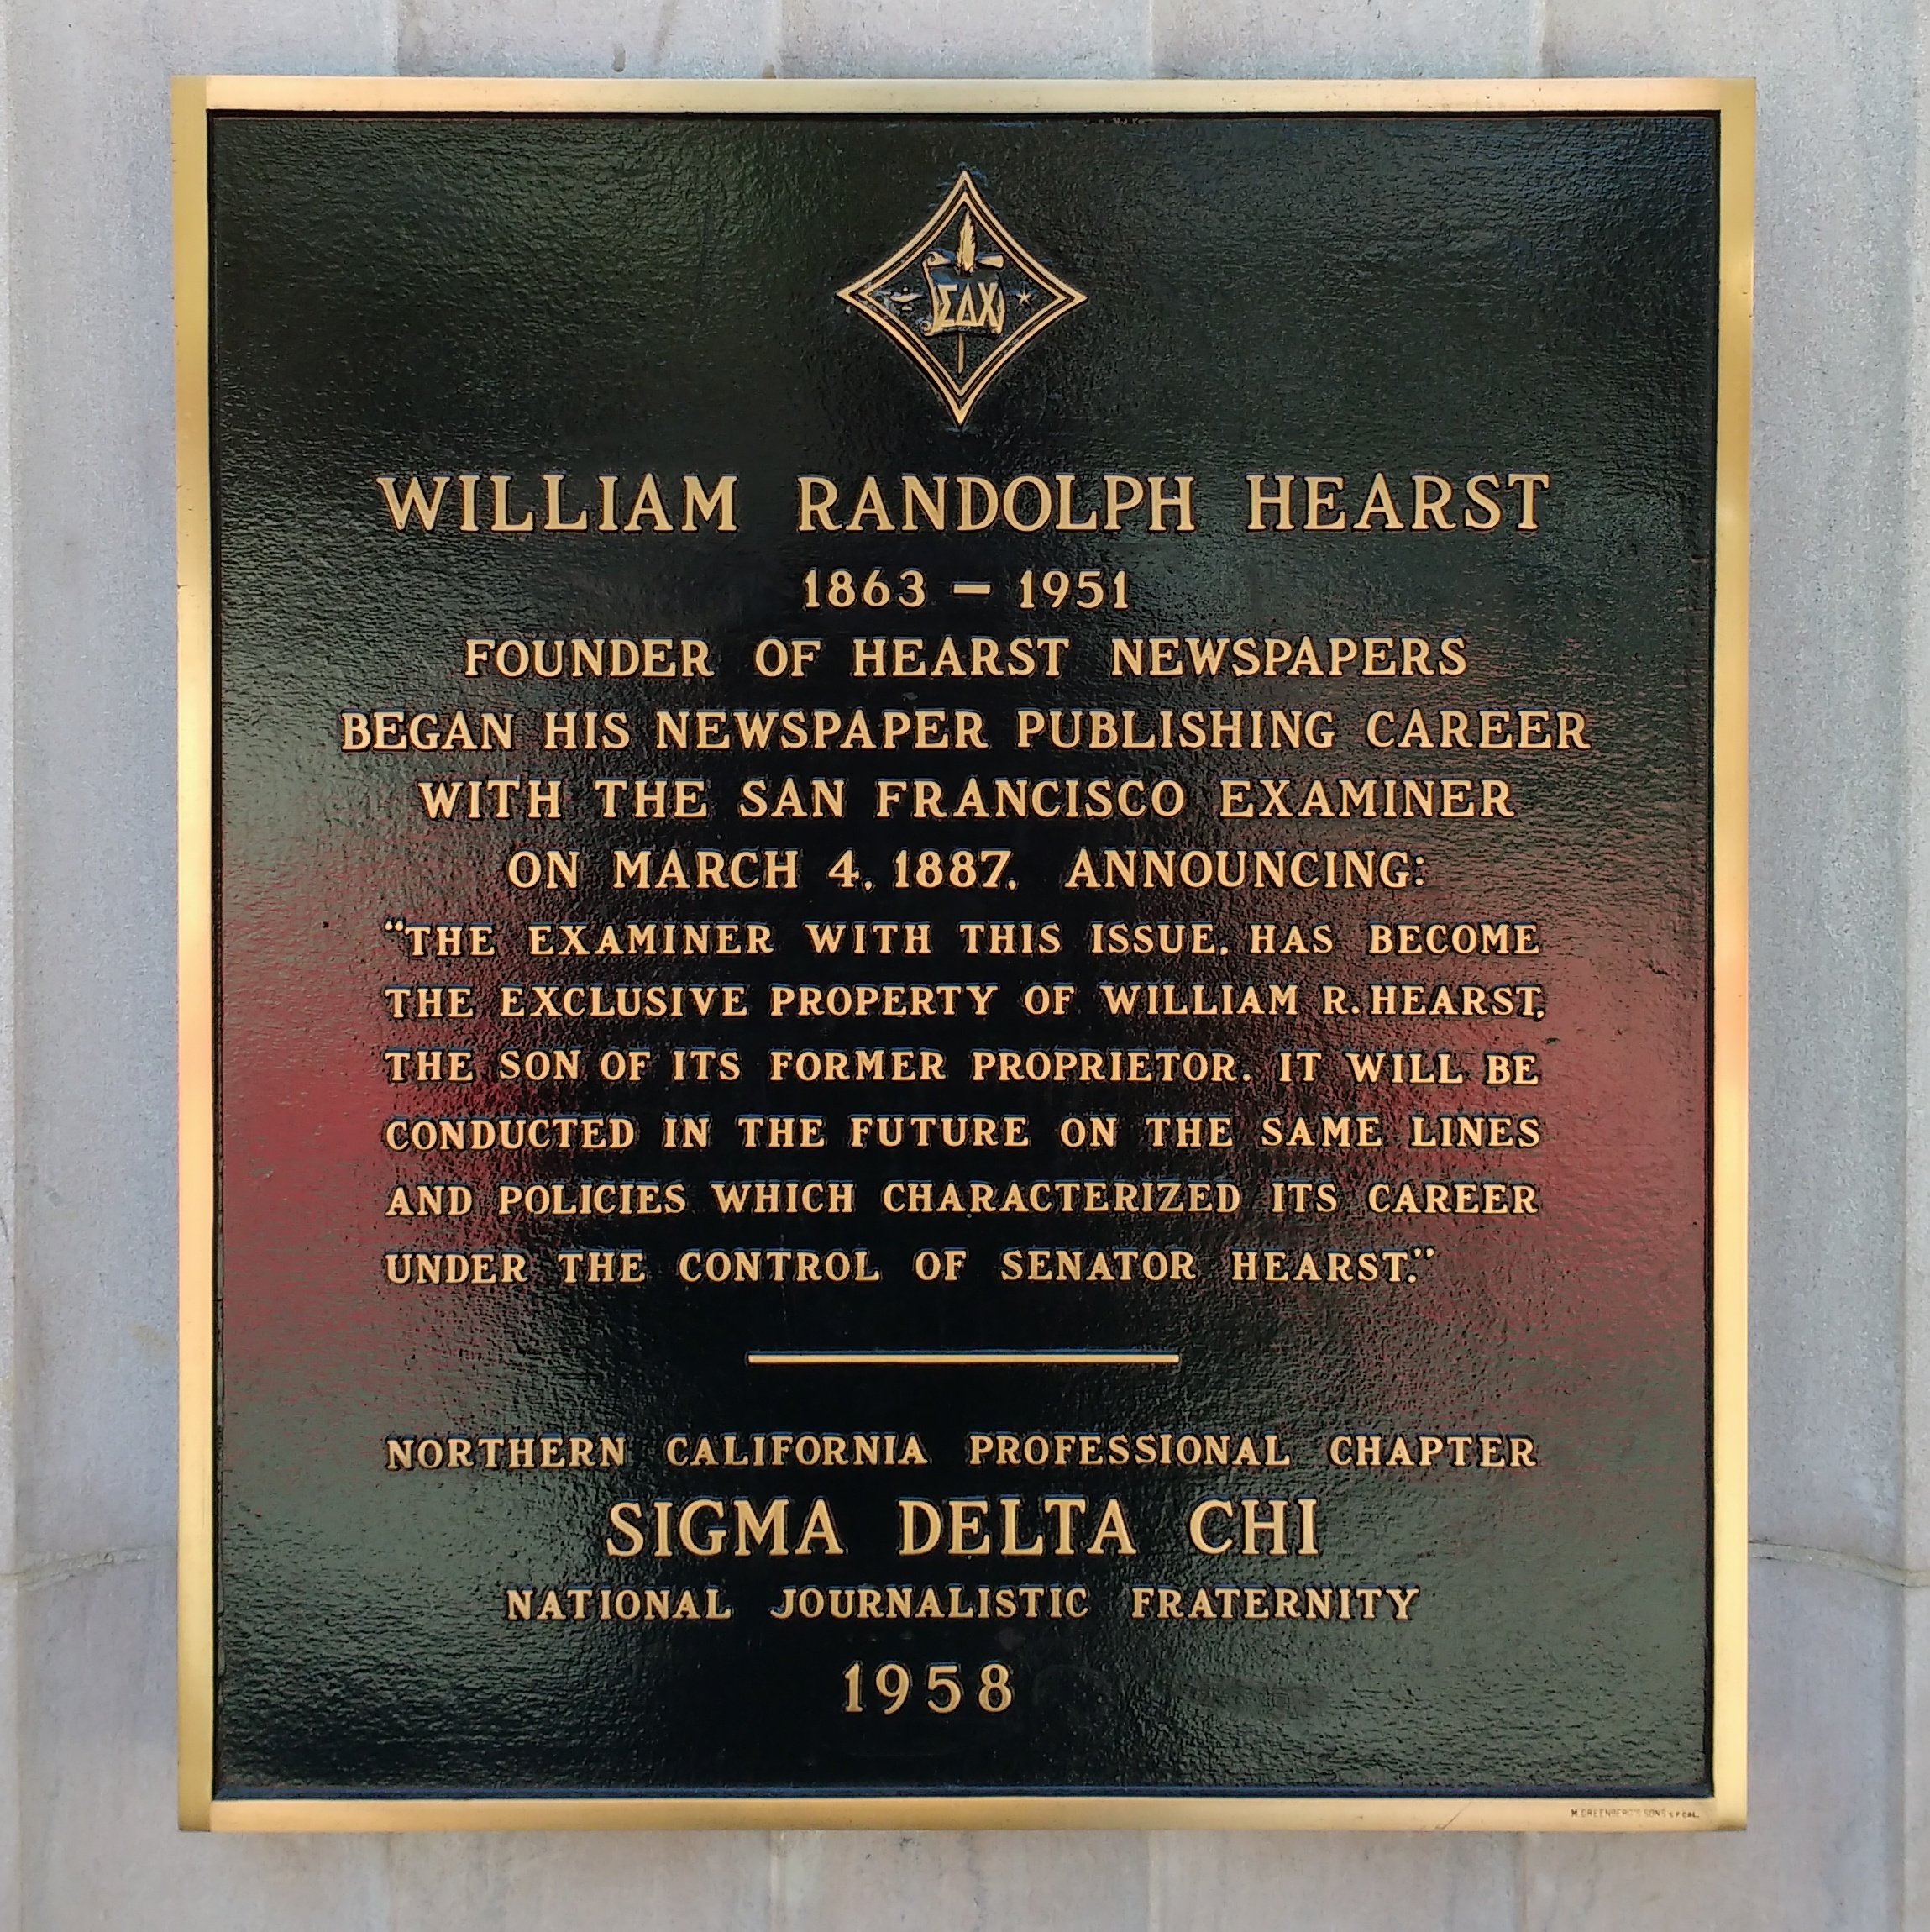 ΣΔΧ
WILLIAM RANDOLPH HEARST
1863 — 1951
FOUNDER OF HEARST NEWSPAPERS
BEGAN HIS NEWSPAPER PUBLISHING CAREER
WITH THE SAN FRANCISCO EXAMINER
ON MARCH 4, 1887, ANNOUNCING:
“THE EXAMINER WITH THIS ISSUE, HAS BECOME
THE EXCLUSIVE PROPERTY OF WILLIAM R. HEARST,
THE SON OF ITS FORMER PROPRIETOR. IT WILL BE
CONDUCTED IN THE FUTURE ON THE SAME LINES
AND POLICIES WHICH CHARACTERIZED ITS CAREER
UNDER THE CONTROL OF SENATOR HEARST.”
NORTHERN CALIFORNIA PROFESSIONAL CHAPTER
SIGMA DELTA CHI
NATIONAL JOURNALISTIC FRATERNITY
1958
M. GREENBERG'S SONS S.F. CAL.